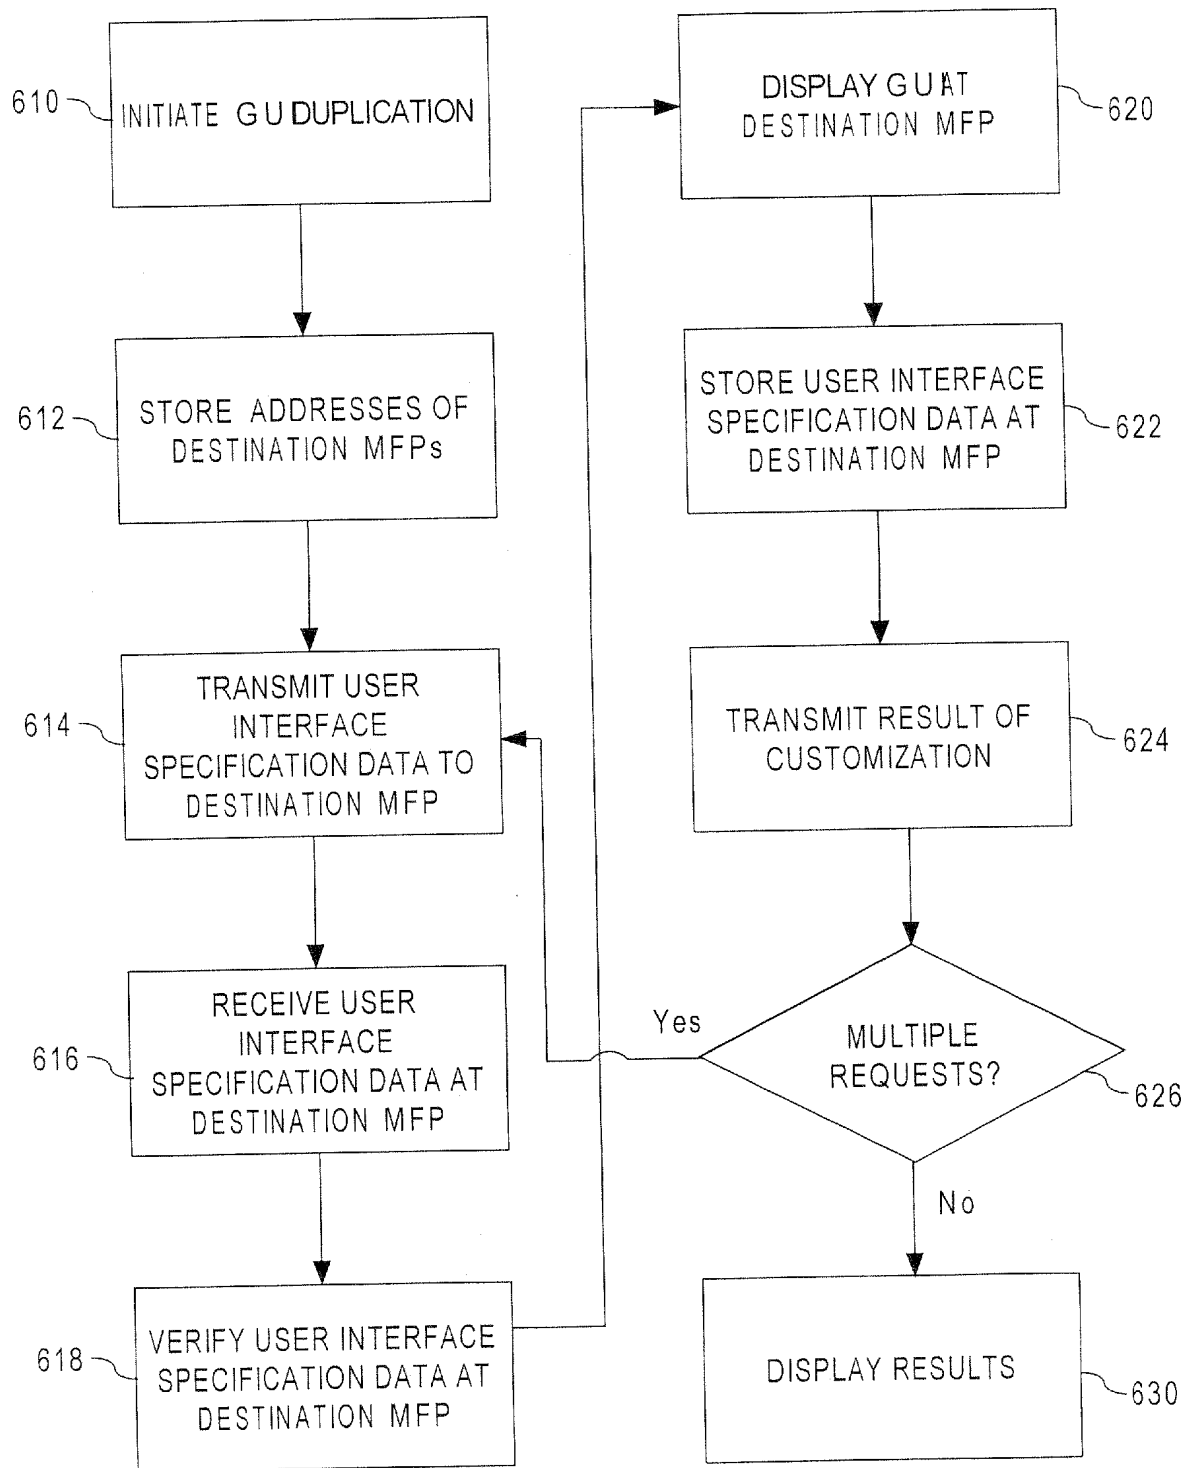 610
INITIATE G U DUPLICATION
612
STORE ADDRESSES OF
DESTINATION MFPs
614
TRANSMIT USER
INTERFACE
SPECIFICATION DATA TO
DESTINATION MFP
616
RECEIVE USER
INTERFACE
SPECIFICATION DATA AT
DESTINATION MFP
618
VERIFY USER INTERFACE
SPECIFICATION DATA AT
DESTINATION MFP
DISPLAY GUI AT
DESTINATION MFP
620
STORE USER INTERFACE
SPECIFICATION DATA AT
DESTINATION MFP
622
TRANSMIT RESULT OF
CUSTOMIZATION
624
Yes
MULTIPLE
REQUESTS?
626
No
DISPLAY RESULTS
630